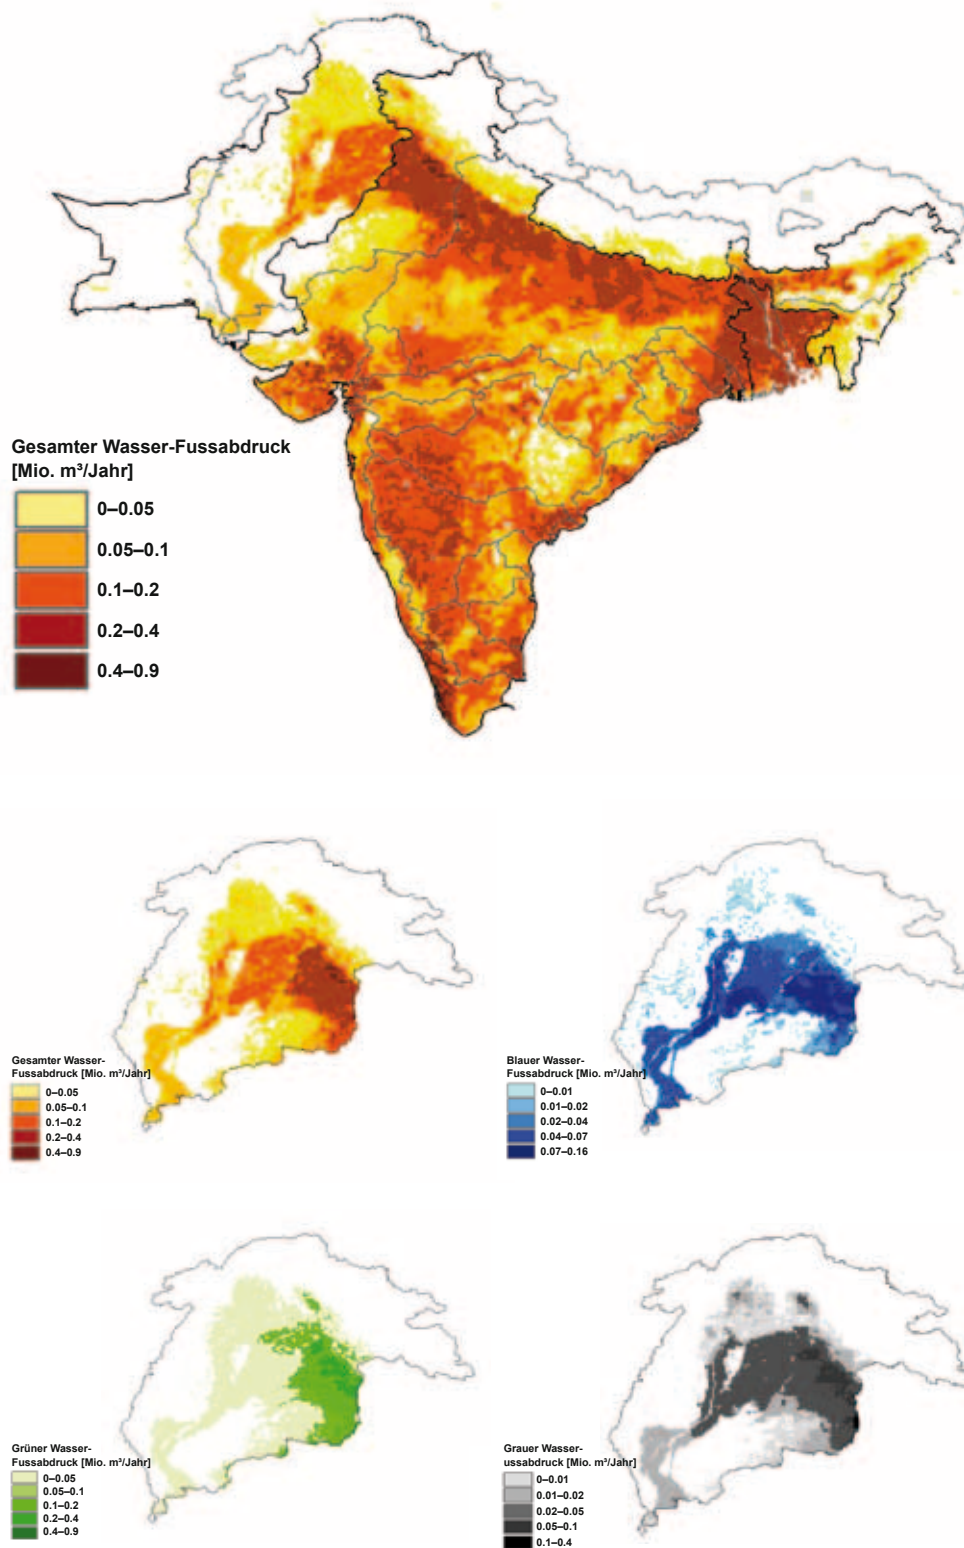 Gesamter Wasser-Fussabdruck
[Mio. m³/Jahr]
0–0.05
0.05–0.1
0.1–0.2
0.2–0.4
0.4–0.9
Gesamter Wasser-
Fussabdruck [Mio. m³/Jahr]
0–0.05
0.05–0.1
0.1–0.2
0.2–0.4
0.4–0.9
Blauer Wasser-
Fussabdruck [Mio. m³/Jahr]
0–0.01
0.01–0.02
0.02–0.04
0.04–0.07
0.07–0.16
Grüner Wasser-
Fussabdruck [Mio. m³/Jahr]
0–0.05
0.05–0.1
0.1–0.2
0.2–0.4
0.4–0.9
Grauer Wasser-
ussabdruck [Mio. m³/Jahr]
0–0.01
0.01–0.02
0.02–0.05
0.05–0.1
0.1–0.4